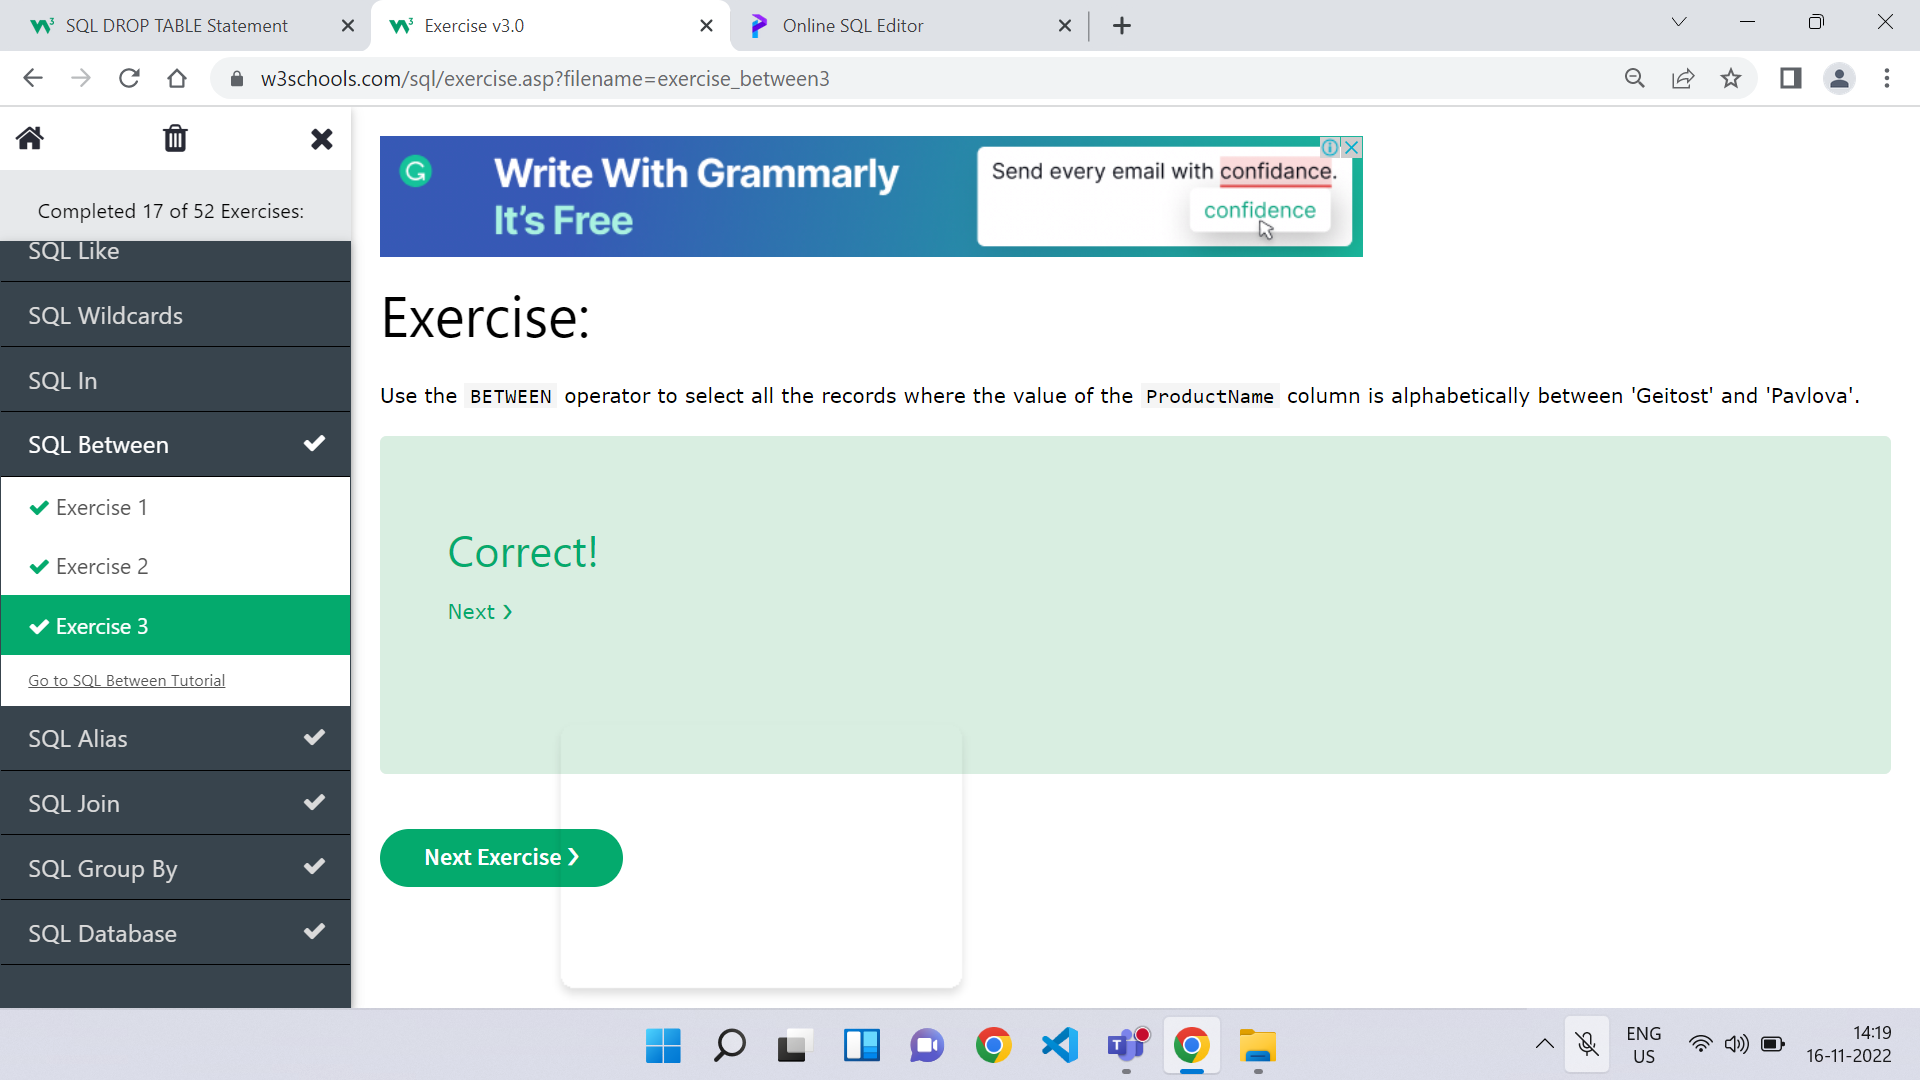 SQL DROP TABLE Statement
Exercise v3.0
Online SQL Editor
w3schools.com/sql/exercise.asp?filename=exercise_between3
Completed 17 of 52 Exercises:
SQL Like
SQL Wildcards
SQL In
SQL Between
Exercise 1
Exercise 2
Exercise 3
Go to SQL Between Tutorial
SQL Alias
SQL Join
SQL Group By
SQL Database
G
Write With Grammarly
It's Free
Send every email with confidance.
confidence
Exercise:
Use the BETWEEN operator to select all the records where the value of the ProductName column is alphabetically between 'Geitost' and 'Pavlova'.
Correct!
Next ❯
Next Exercise ❯
T
ENG
US
14:19
16-11-2022